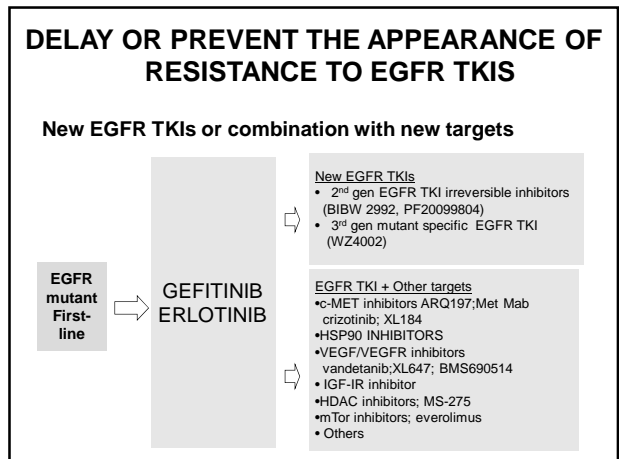 DELAY OR PREVENT THE APPEARANCE OF
RESISTANCE TO EGFR TKIS
New EGFR TKIs or combination with new targets
EGFR
mutant
First-
line
GEFITINIB
ERLOTINIB
New EGFR TKIs
• 2nd gen EGFR TKI irreversible inhibitors
(BIBW 2992, PF20099804)
• 3rd gen mutant specific EGFR TKI
(WZ4002)
EGFR TKI + Other targets
•c-MET inhibitors ARQ197;Met Mab
crizotinib; XL184
•HSP90 INHIBITORS
•VEGF/VEGFR inhibitors
vandetanib;XL647; BMS690514
• IGF-IR inhibitor
•HDAC inhibitors; MS-275
•mTor inhibitors; everolimus
• Others